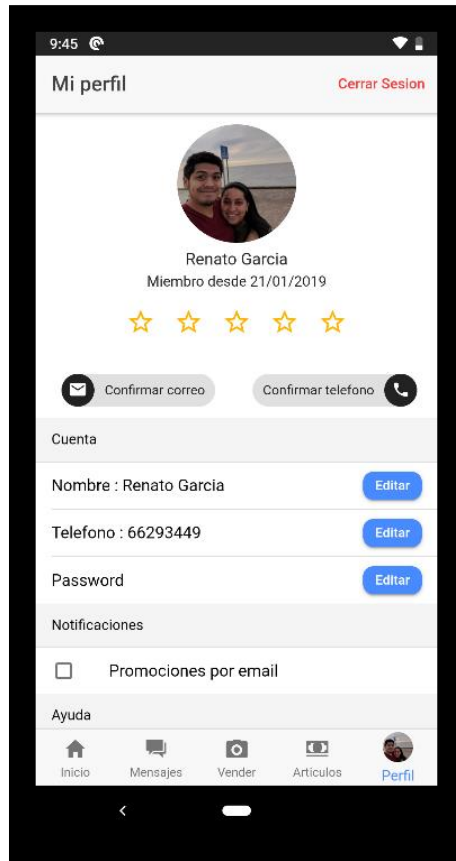 9:45
Mi perfil
Cerrar Sesion
Renato Garcia
Miembro desde 21/01/2019
Confirmar correo
Confirmar telefono
Cuenta
Nombre : Renato Garcia
Editar
Telefono : 66293449
Editar
Password
Editar
Notificaciones
Promociones por email
Ayuda
Inicio
Mensajes
Vender
Articulos
Perfil